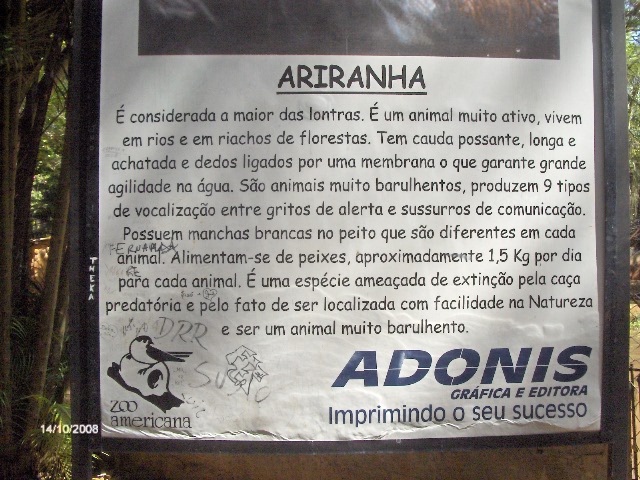 ARIRANHA
É considerada a maior das lontras. É um animal muito ativo, vivem
em rios e em riachos de florestas. Tem cauda possante, longa e
achatada e dedos ligados por uma membrana o que garante grande
agilidade na água. São animais muito barulhentos, produzem 9 tipos
de vocalização entre gritos de alerta e sussurros de comunicação.
Possuem manchas brancas no peito que são diferentes em cada
FERNANDA
animal. Alimentam-se de peixes, aproximadamente 1,5 Kg por dia
THEKA
para cada animal. É uma espécie ameaçada de extinção pela caça
predatória e pelo fato de ser localizada com facilidade na Natureza
e ser um animal muito barulhento.
DRR
ZOO
americana
ADONIS
GRÁFICA E EDITORA
Imprimindo o seu sucesso
14/10/2008